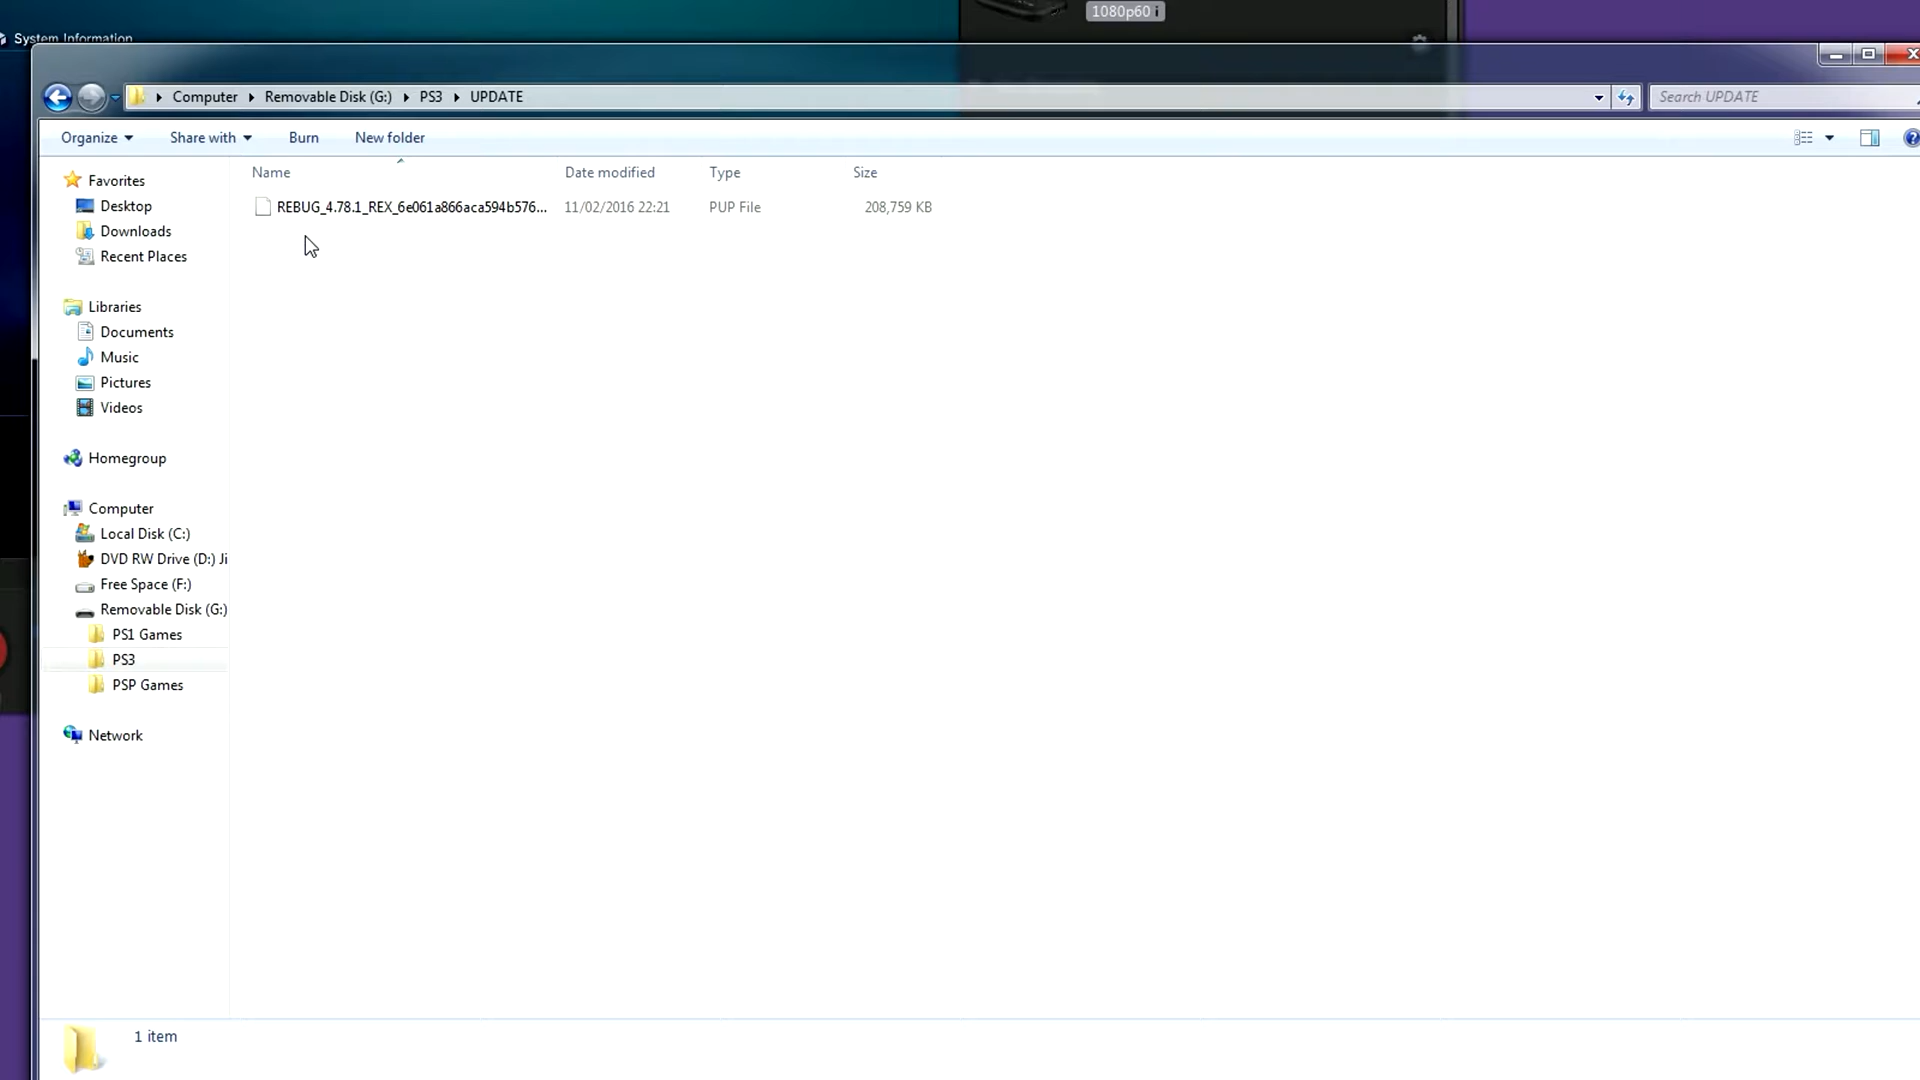 1080p60 i
System Information
Computer Removable Disk (G:) PS3 UPDATE
Search UPDATE
Organize Share with Burn New folder
Name Date modified Type Size
REBUG_4.78.1_REX_6e061a866aca594b576... 11/02/2016 22:21 PUP File 208,759 KB
Favorites
Desktop
Downloads
Recent Places
Libraries
Documents
Music
Pictures
Videos
Homegroup
Computer
Local Disk (C:)
DVD RW Drive (D:) Ji
Free Space (F:)
Removable Disk (G:)
PS1 Games
PS3
PSP Games
Network
1 item